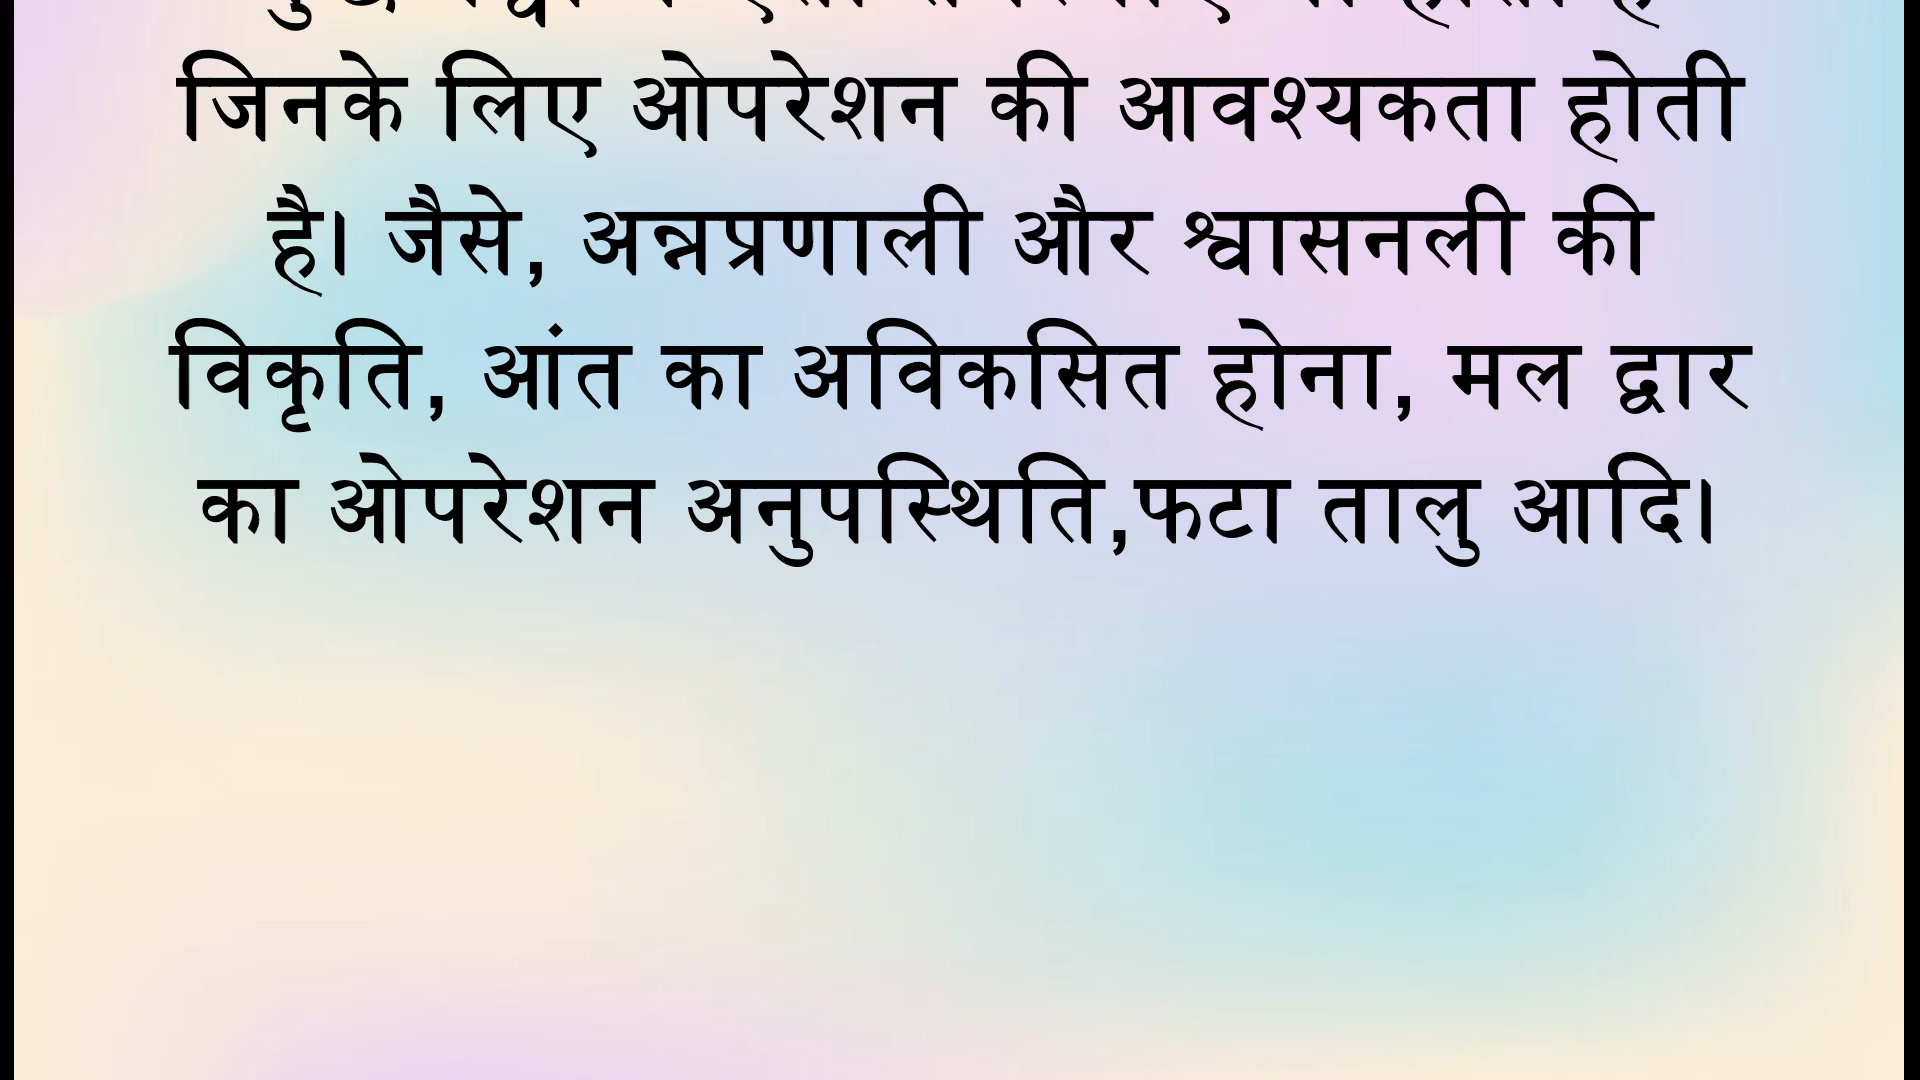 जिनके लिए ओपरेशन की आवश्यकता होती
है। जैसे, अन्नप्रणाली और श्वासनली की
विकृति, आंत का अविकसित होना, मल द्वार
का ओपरेशन अनुपस्थिति,फटा तालु आदि।